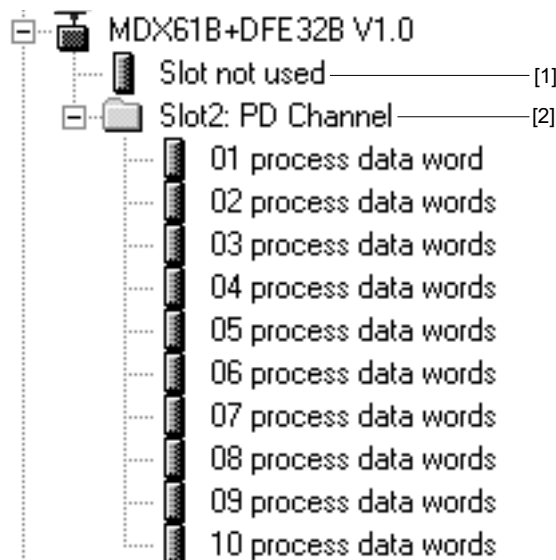 MDX61B+DFE32B V1.0
Slot not used [1]
Slot2: PD Channel [2]
01 process data word
02 process data words
03 process data words
04 process data words
05 process data words
06 process data words
07 process data words
08 process data words
09 process data words
10 process data words